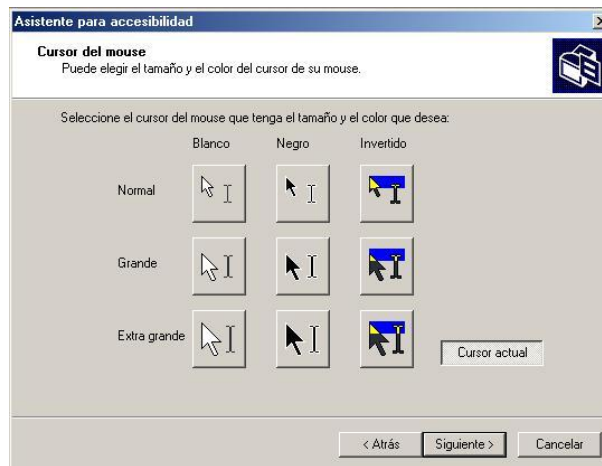 Asistente para accesibilidad
Cursor del mouse
Puede elegir el tamaño y el color del cursor de su mouse.
Seleccione el cursor del mouse que tenga el tamaño y el color que desea:
Blanco Negro Invertido
Normal
Grande
Extra grande
Cursor actual
< Atrás Siguiente > Cancelar